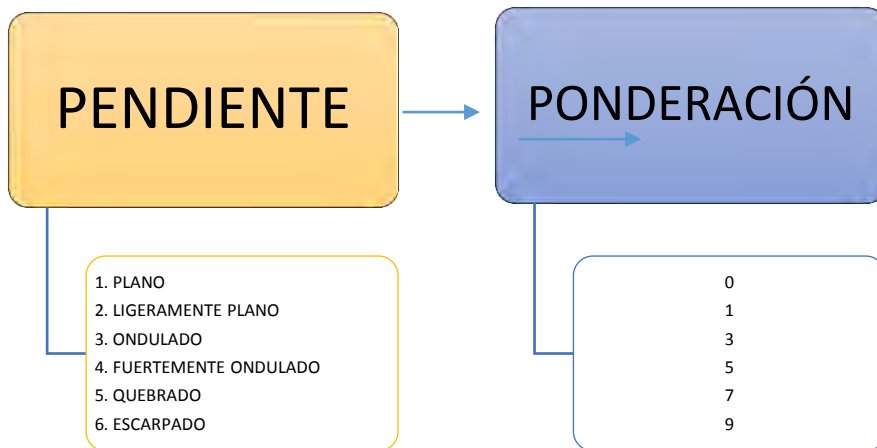 PENDIENTE
PONDERACIÓN
1. PLANO
2. LIGERAMENTE PLANO
3. ONDULADO
4. FUERTEMENTE ONDULADO
5. QUEBRADO
6. ESCARPADO
0
1
3
5
7
9